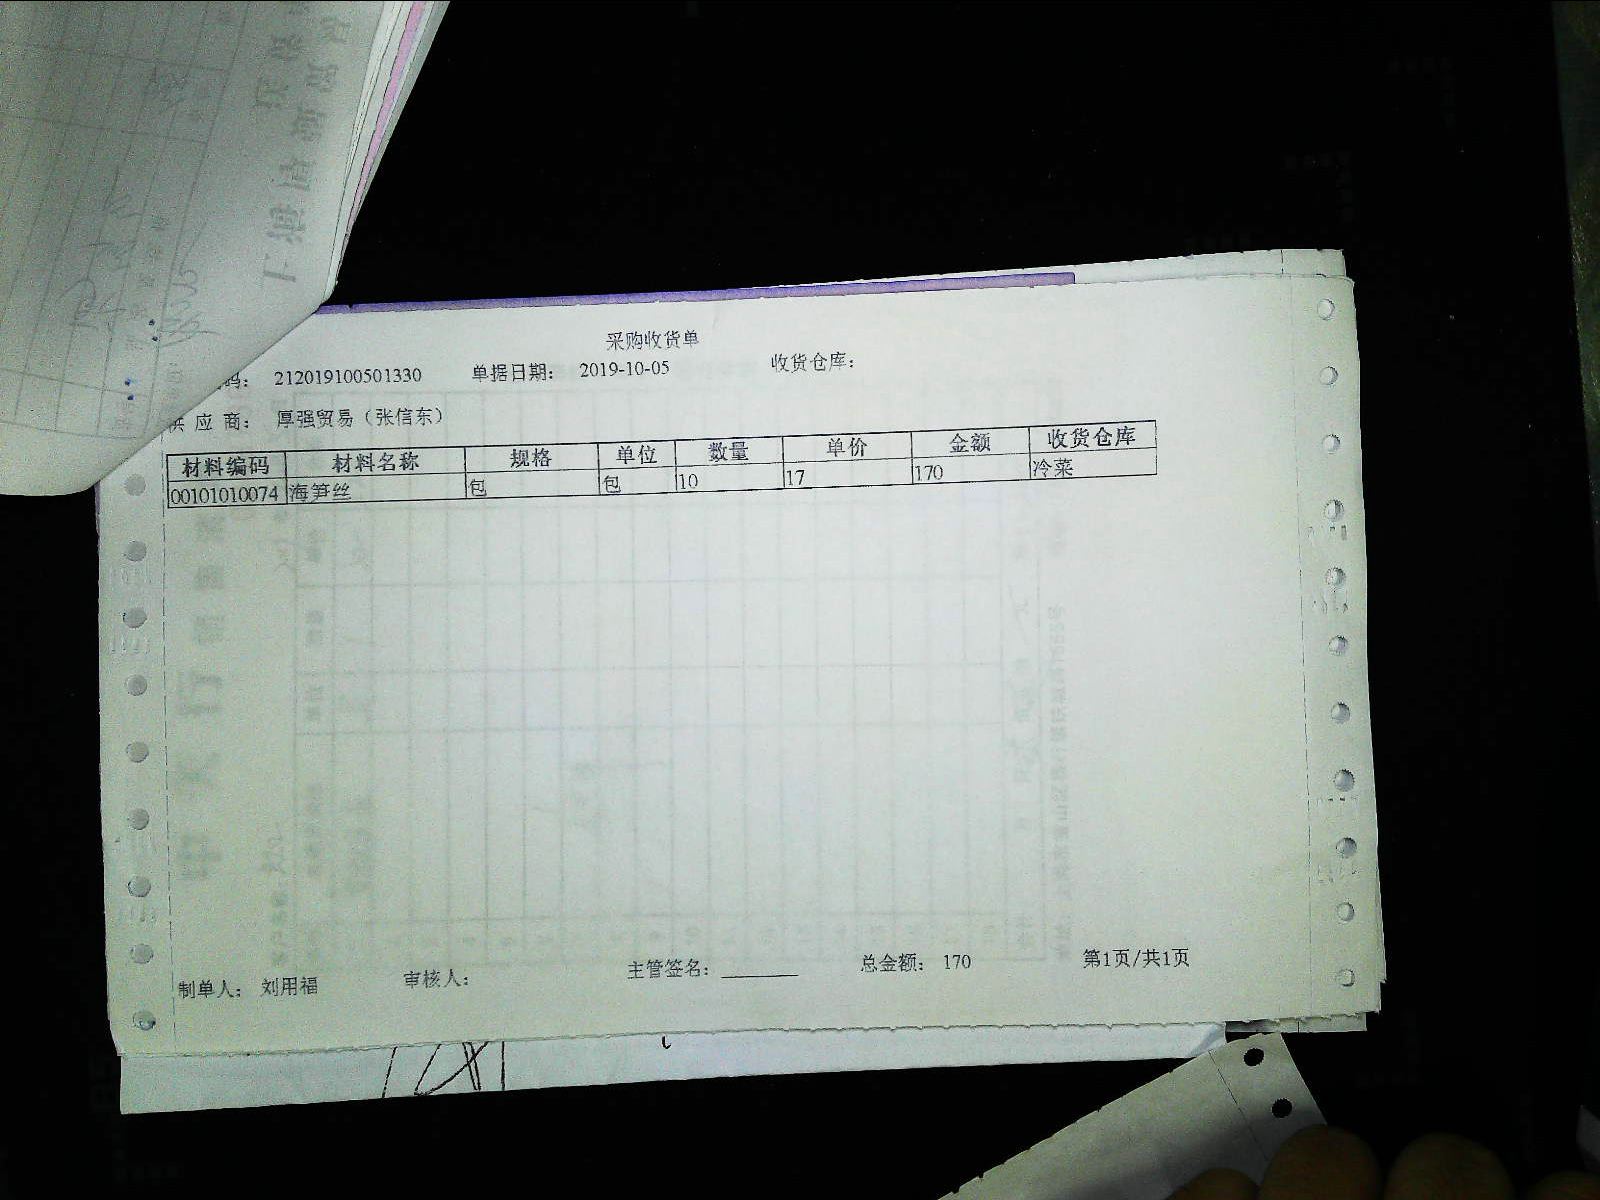 采购收货单
码： 212019100501330 单据日期： 2019-10-05 收货仓库：
供应商： 厚强贸易（张信东）
材料编码 材料名称 规格 单位 数量 单价 金额 收货仓库
00101010074 海笋丝 包 包 10 17 170 冷菜
制单人： 刘用福 审核人： 主管签名：________ 总金额： 170 第1页/共1页